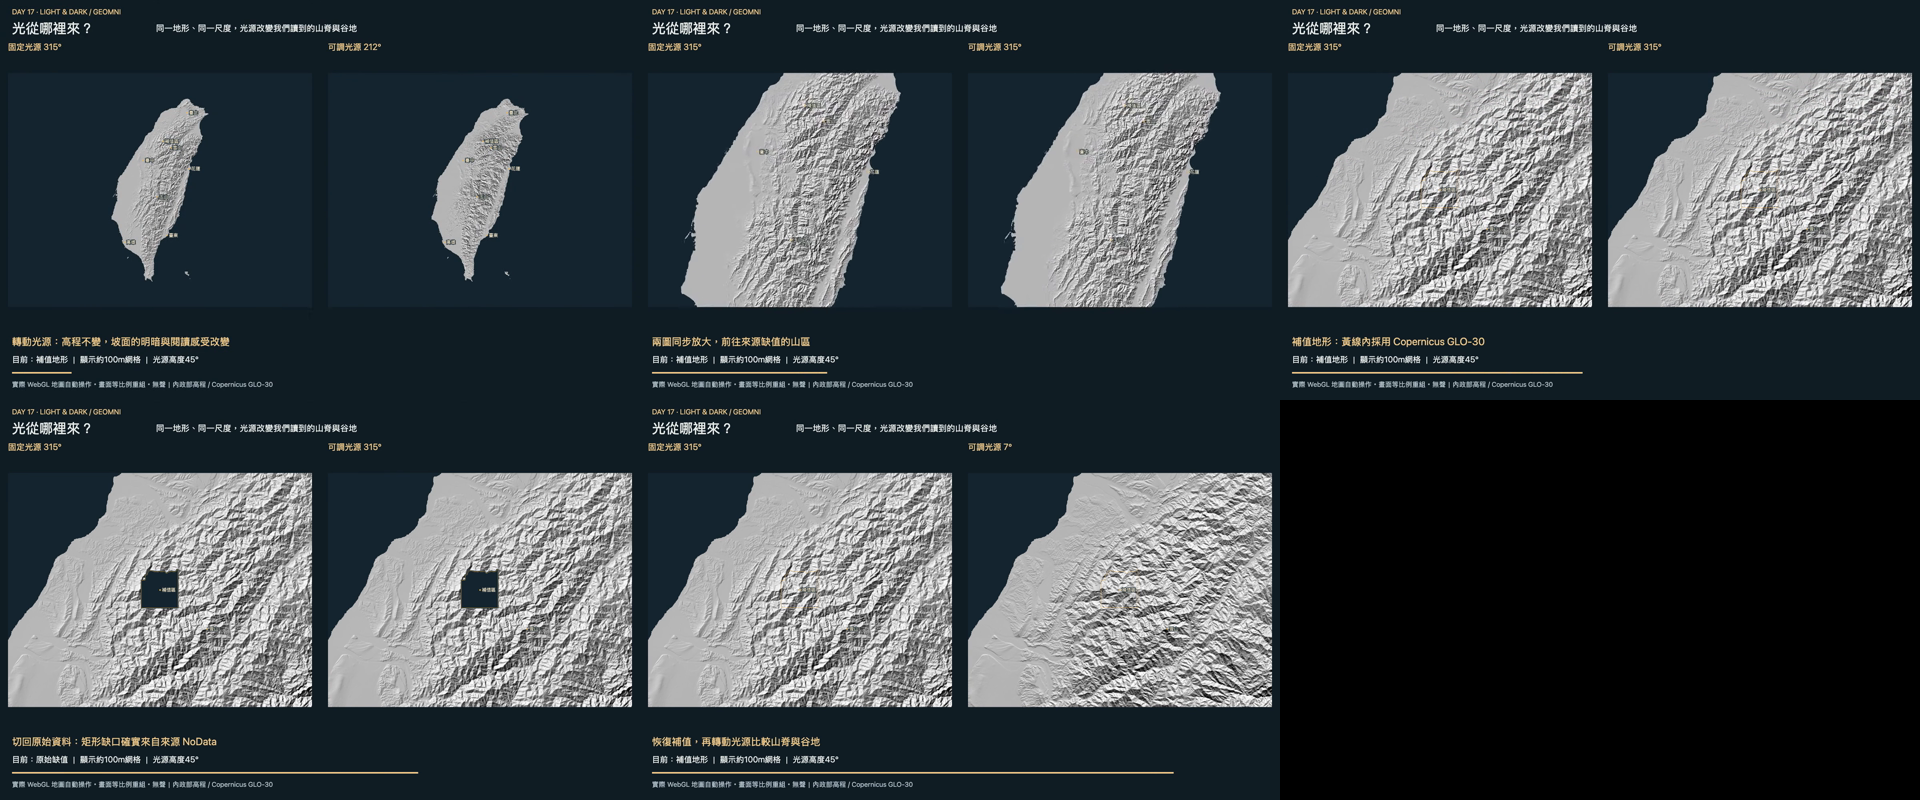 DAY 17 · LIGHT & DARK / GEOMNI
光從哪裡來？
同一地形、同一尺度，光源改變我們讀到的山脊與谷地
固定光源 315°
可調光源 212°
轉動光源：高程不變，坡面的明暗與閱讀感受改變
目前：補值地形 | 顯示約100m網格 | 光源高度45°
實際 WebGL 地圖自動操作・畫面等比例重組・無聲 | 內政部高程 / Copernicus GLO-30
DAY 17 · LIGHT & DARK / GEOMNI
光從哪裡來？
同一地形、同一尺度，光源改變我們讀到的山脊與谷地
固定光源 315°
可調光源 315°
兩圖同步放大，前往來源缺值的山區
目前：補值地形 | 顯示約100m網格 | 光源高度45°
實際 WebGL 地圖自動操作・畫面等比例重組・無聲 | 內政部高程 / Copernicus GLO-30
DAY 17 · LIGHT & DARK / GEOMNI
光從哪裡來？
同一地形、同一尺度，光源改變我們讀到的山脊與谷地
固定光源 315°
可調光源 315°
補值地形：黃線內採用 Copernicus GLO-30
目前：補值地形 | 顯示約100m網格 | 光源高度45°
實際 WebGL 地圖自動操作・畫面等比例重組・無聲 | 內政部高程 / Copernicus GLO-30
DAY 17 · LIGHT & DARK / GEOMNI
光從哪裡來？
同一地形、同一尺度，光源改變我們讀到的山脊與谷地
固定光源 315°
可調光源 315°
補值區
補值區
切回原始資料：矩形缺口確實來自來源 NoData
目前：原始缺值 | 顯示約100m網格 | 光源高度45°
實際 WebGL 地圖自動操作・畫面等比例重組・無聲 | 內政部高程 / Copernicus GLO-30
DAY 17 · LIGHT & DARK / GEOMNI
光從哪裡來？
同一地形、同一尺度，光源改變我們讀到的山脊與谷地
固定光源 315°
可調光源 7°
恢復補值，再轉動光源比較山脊與谷地
目前：補值地形 | 顯示約100m網格 | 光源高度45°
實際 WebGL 地圖自動操作・畫面等比例重組・無聲 | 內政部高程 / Copernicus GLO-30